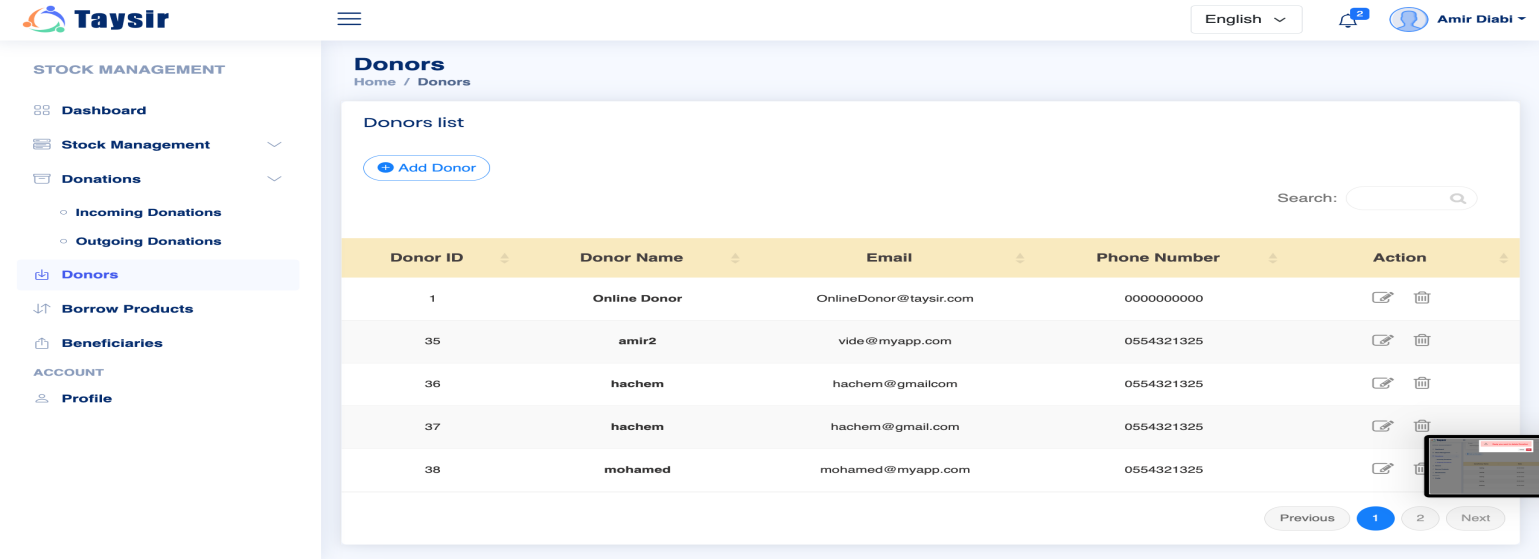 Taysir
English
2
Amir Diabi
STOCK MANAGEMENT
Dashboard
Stock Management
Donations
Incoming Donations
Outgoing Donations
Donors
Borrow Products
Beneficiaries
ACCOUNT
Profile
Donors
Home / Donors
Donors list
Add Donor
Search:
Donor ID Donor Name Email Phone Number Action
1 Online Donor OnlineDonor@taysir.com 0000000000
35 amir2 vide@myapp.com 0554321325
36 hachem hachem@gmailcom 0554321325
37 hachem hachem@gmail.com 0554321325
38 mohamed mohamed@myapp.com 0554321325
Previous 1 2 Next